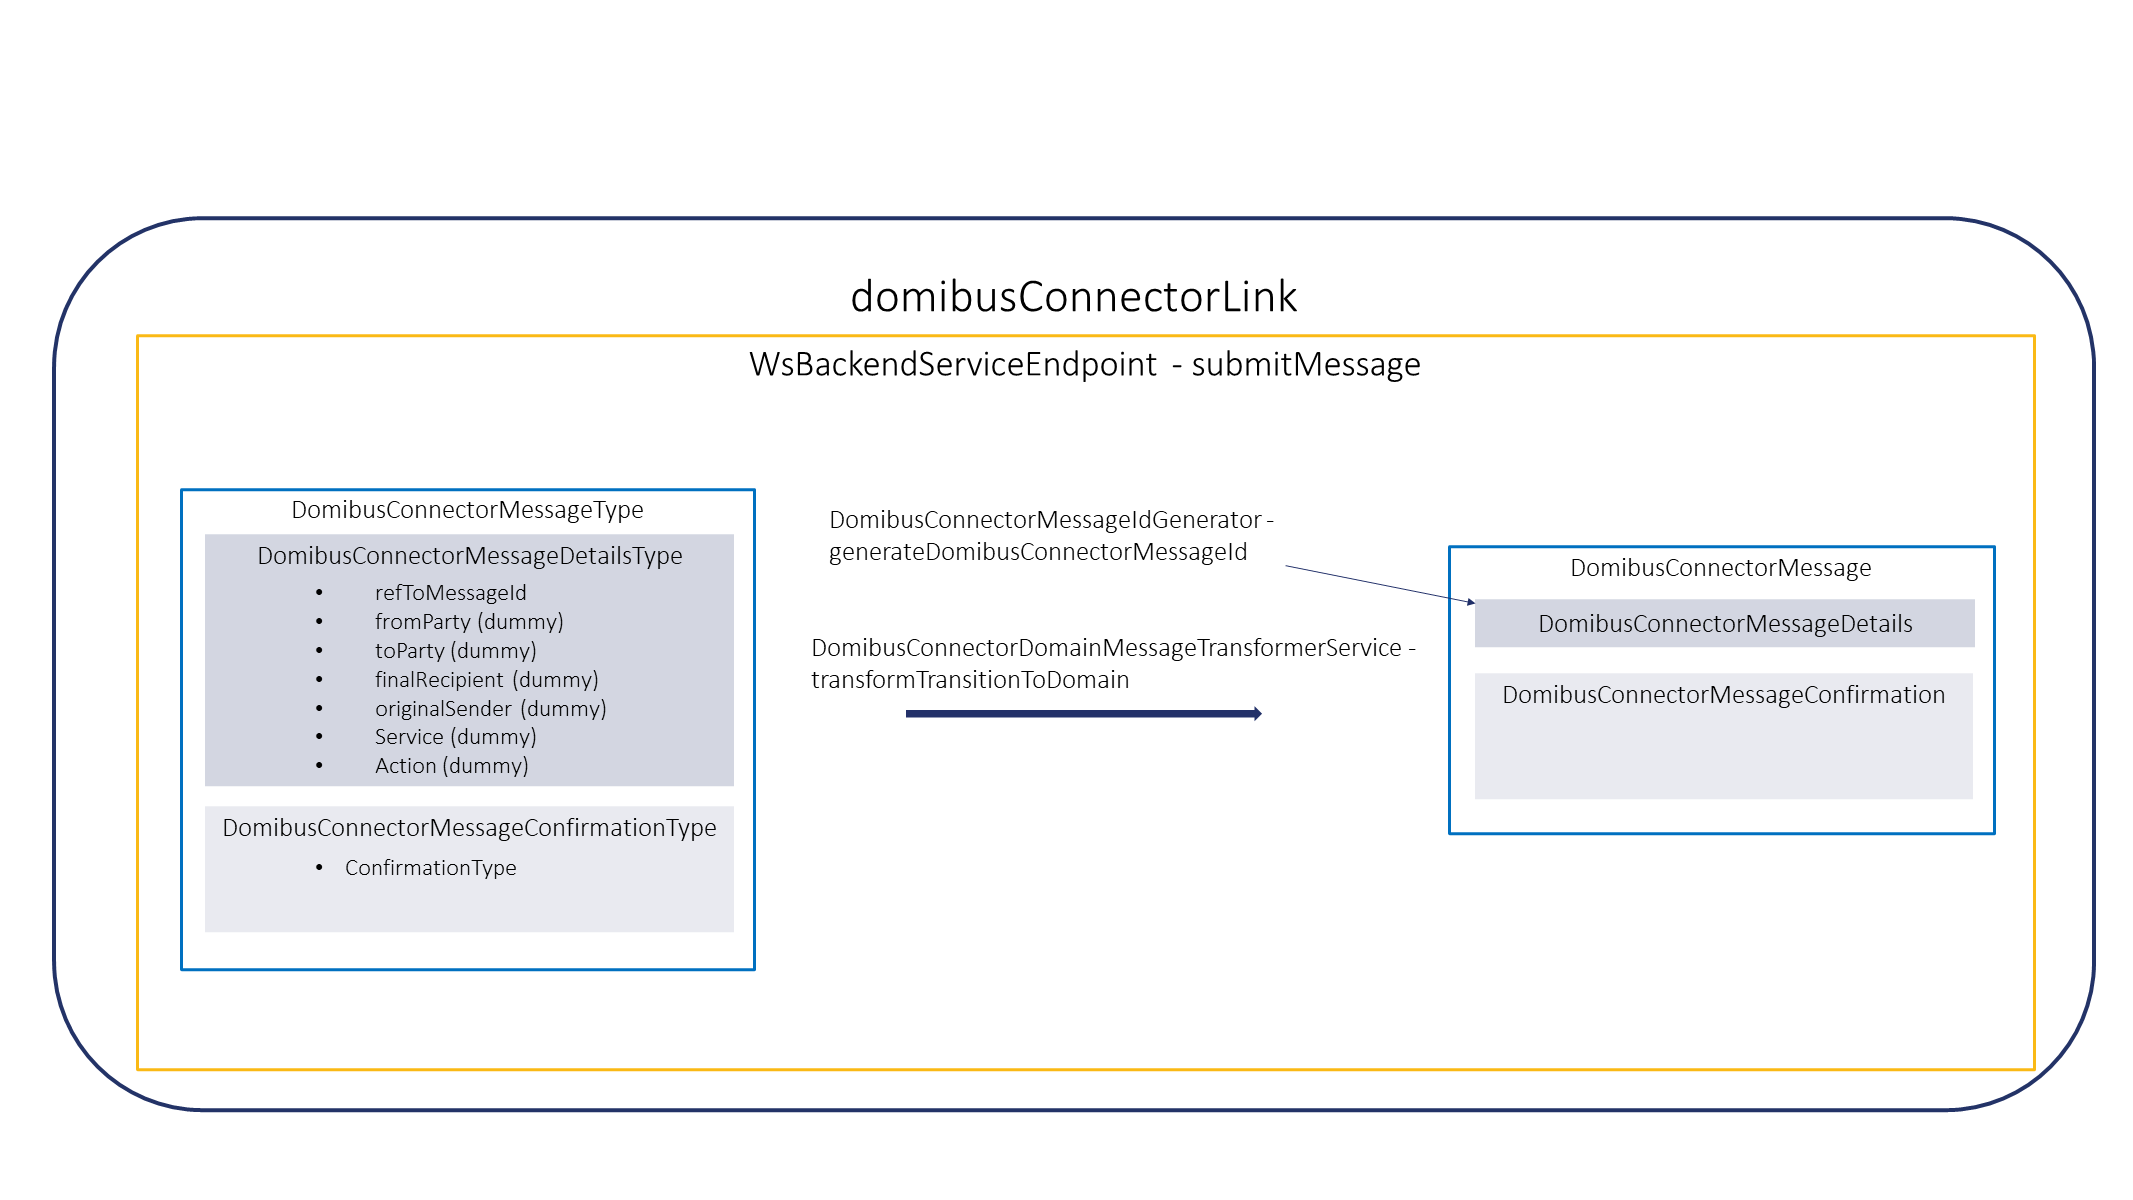 domibusConnectorLink
WsBackendServiceEndpoint - submitMessage
DomibusConnectorMessageType
DomibusConnectorMessageDetailsType
• refToMessageId
• fromParty (dummy)
• toParty (dummy)
• finalRecipient (dummy)
• originalSender (dummy)
• Service (dummy)
• Action (dummy)
DomibusConnectorMessageConfirmationType
• ConfirmationType
DomibusConnectorMessageIdGenerator -
generateDomibusConnectorMessageId
DomibusConnectorDomainMessageTransformerService -
transformTransitionToDomain
DomibusConnectorMessage
DomibusConnectorMessageDetails
DomibusConnectorMessageConfirmation